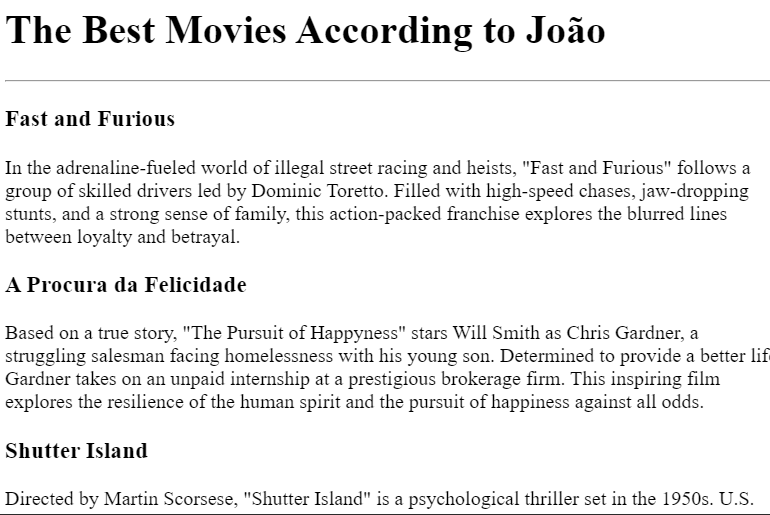 The Best Movies According to João
Fast and Furious
In the adrenaline-fueled world of illegal street racing and heists, "Fast and Furious" follows a
group of skilled drivers led by Dominic Toretto. Filled with high-speed chases, jaw-dropping
stunts, and a strong sense of family, this action-packed franchise explores the blurred lines
between loyalty and betrayal.
A Procura da Felicidade
Based on a true story, "The Pursuit of Happyness" stars Will Smith as Chris Gardner, a
struggling salesman facing homelessness with his young son. Determined to provide a better lif
Gardner takes on an unpaid internship at a prestigious brokerage firm. This inspiring film
explores the resilience of the human spirit and the pursuit of happiness against all odds.
Shutter Island
Directed by Martin Scorsese, "Shutter Island" is a psychological thriller set in the 1950s. U.S.